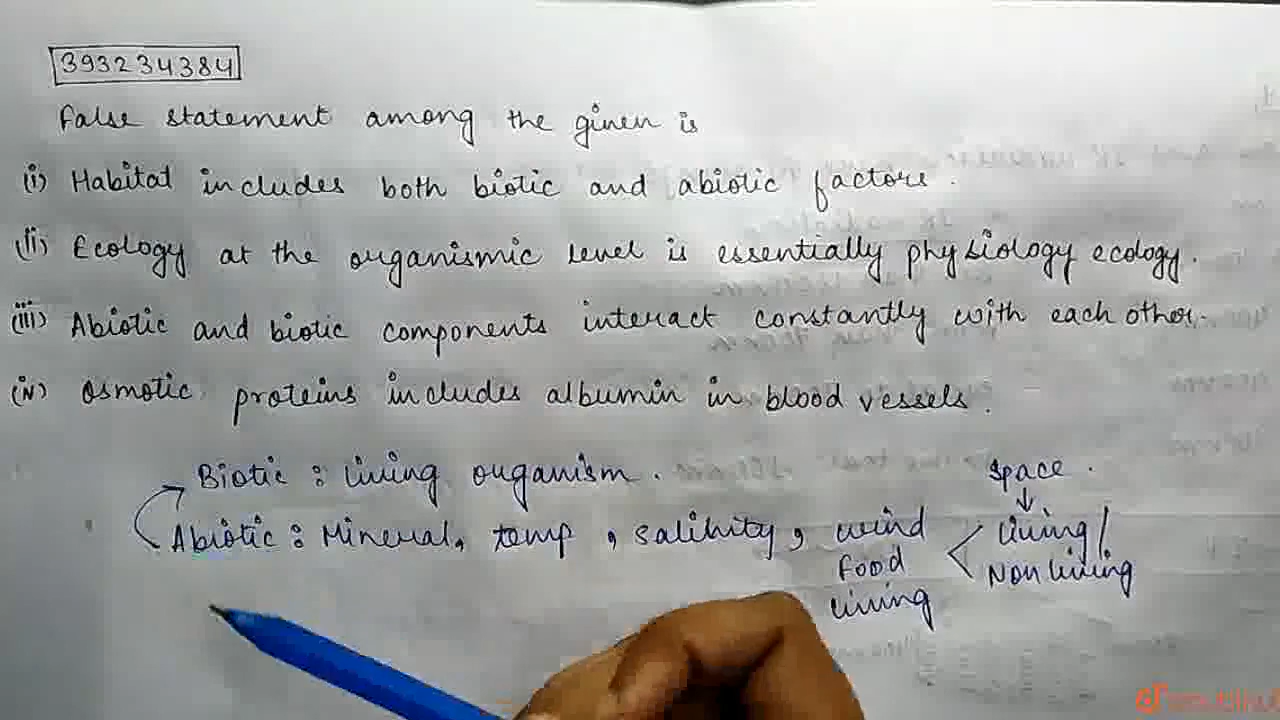 393234384
False statement among the given is
(i) Habitat includes both biotic and abiotic factors.
(ii) Ecology at the organismic level is essentially physiology ecology.
(iii) Abiotic and biotic components interact constantly with each other.
(iv) Osmotic proteins includes albumin in blood vessels.
Biotic : living organism.
space.
Abiotic : Mineral, temp, salinity, wind
living/
food
Non living
living